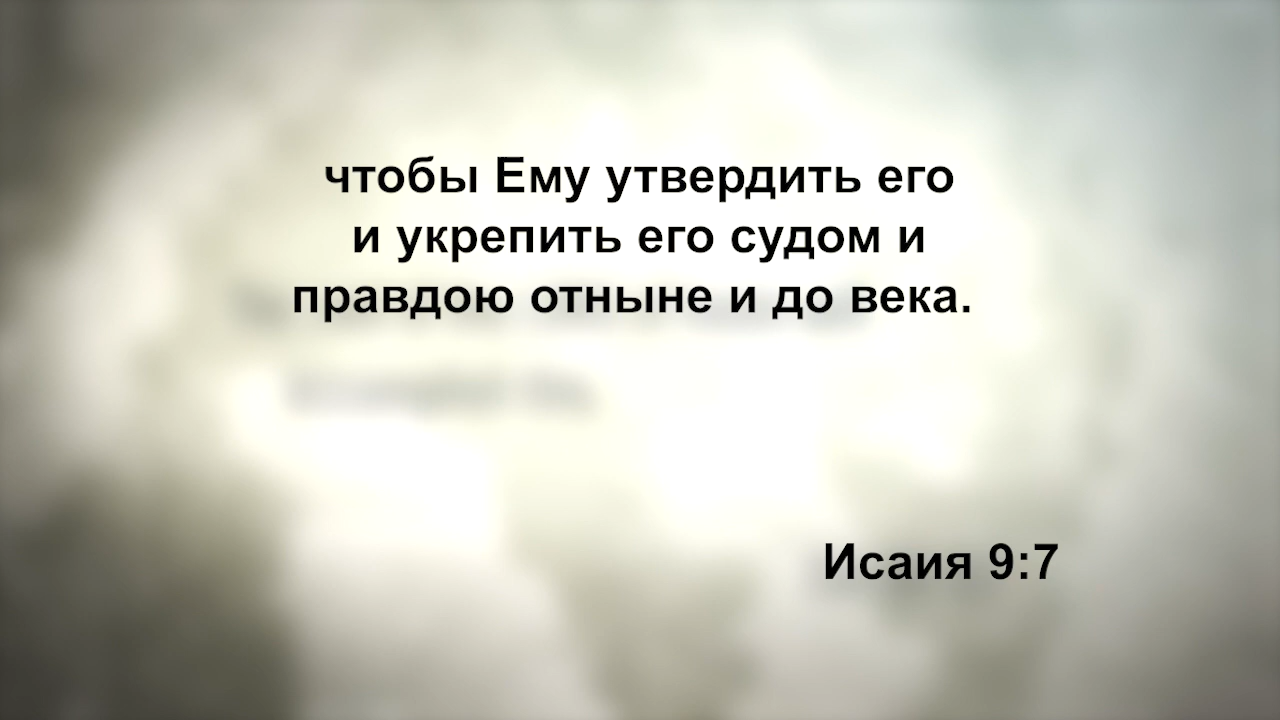 чтобы Ему утвердить его
и укрепить его судом и
правдою отныне и до века.
Исаия 9:7